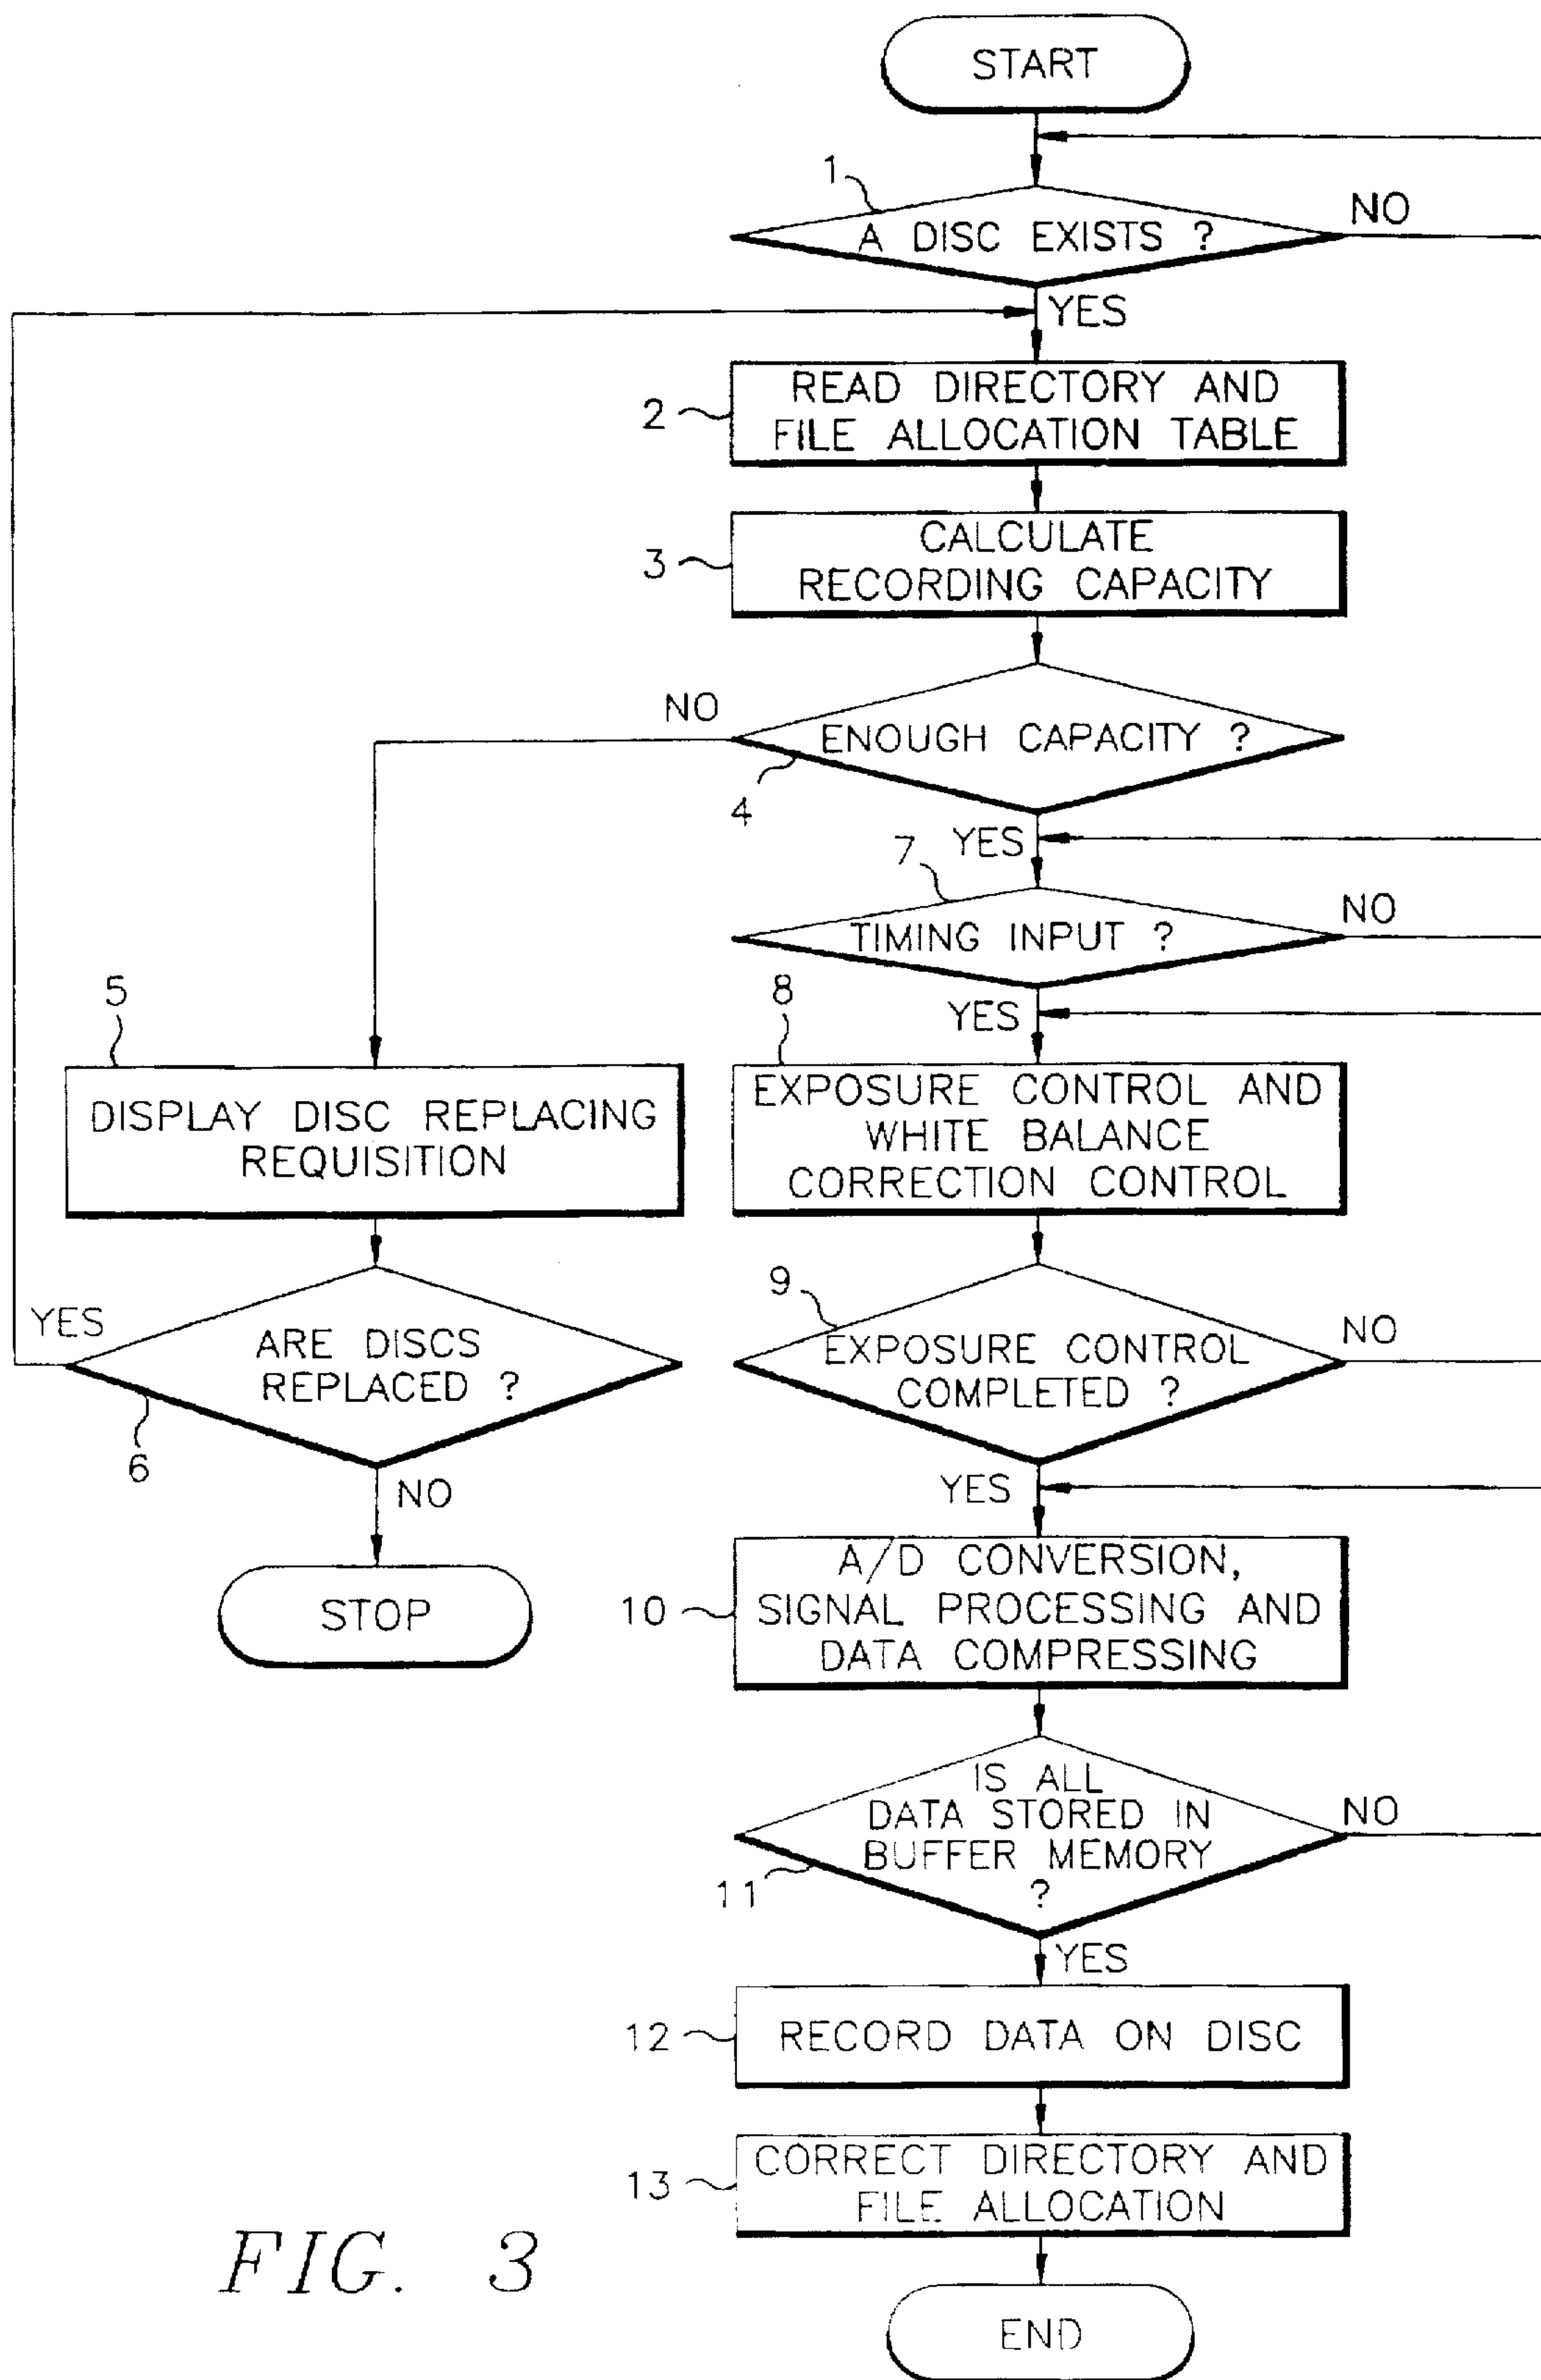 START
1
A DISC EXISTS ?
NO
YES
2
READ DIRECTORY AND
FILE ALLOCATION TABLE
3
CALCULATE
RECORDING CAPACITY
NO
ENOUGH CAPACITY ?
4
YES
7
TIMING INPUT ?
NO
YES
5
DISPLAY DISC REPLACING
REQUISITION
8
EXPOSURE CONTROL AND
WHITE BALANCE
CORRECTION CONTROL
YES
ARE DISCS
REPLACED ?
6
NO
STOP
9
EXPOSURE CONTROL
COMPLETED ?
NO
YES
10
A/D CONVERSION,
SIGNAL PROCESSING AND
DATA COMPRESSING
IS ALL
DATA STORED IN
BUFFER MEMORY
?
NO
11
YES
12
RECORD DATA ON DISC
13
CORRECT DIRECTORY AND
FILE ALLOCATION
END
FIG. 3